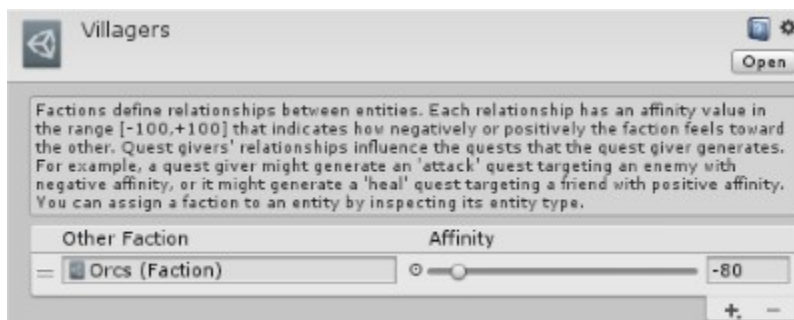 Villagers
Open
Factions define relationships between entities. Each relationship has an affinity value in
the range [-100,+100] that indicates how negatively or positively the faction feels toward
the other. Quest givers' relationships influence the quests that the quest giver generates.
For example, a quest giver might generate an 'attack' quest targeting an enemy with
negative affinity, or it might generate a 'heal' quest targeting a friend with positive affinity.
You can assign a faction to an entity by inspecting its entity type.
Other Faction Affinity
Orcs (Faction) -80